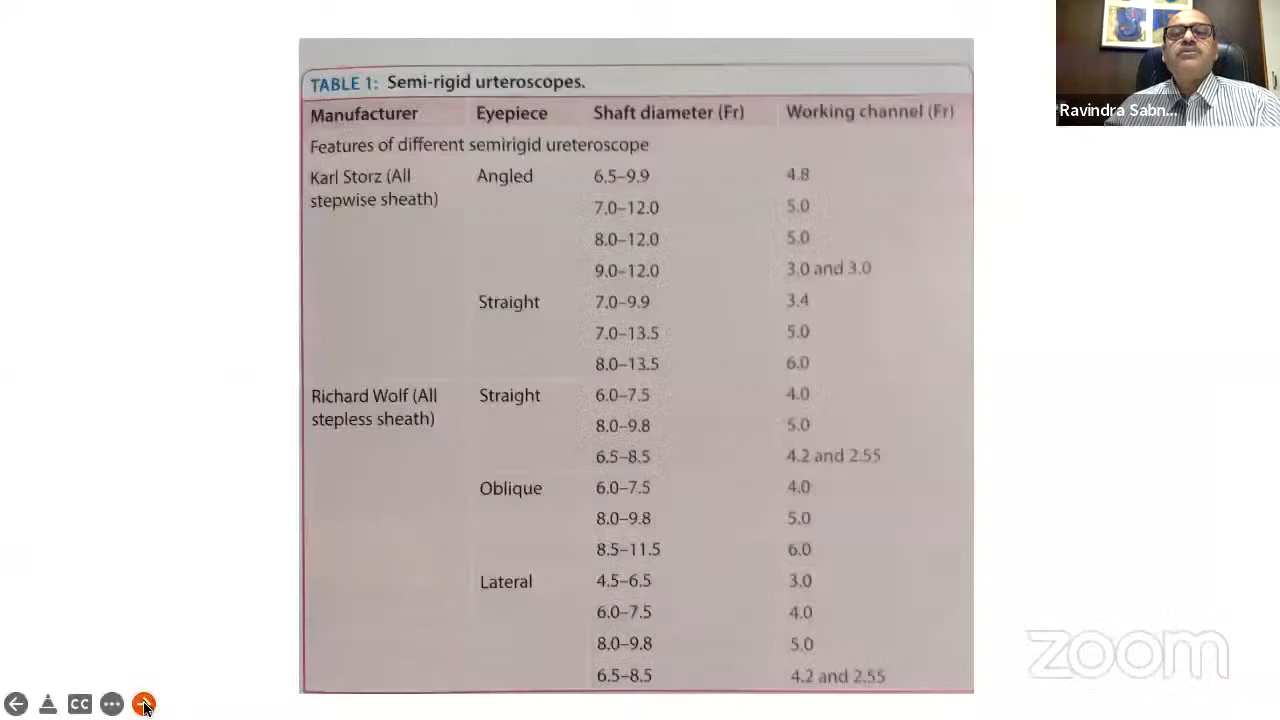 Ravindra Sabn...
TABLE 1: Semi-rigid urteroscopes.
Manufacturer Eyepiece Shaft diameter (Fr) Working channel (Fr)
Features of different semirigid ureteroscope
Karl Storz (All Angled 6.5–9.9 4.8
stepwise sheath)
7.0–12.0 5.0
8.0–12.0 5.0
9.0–12.0 3.0 and 3.0
Straight 7.0–9.9 3.4
7.0–13.5 5.0
8.0–13.5 6.0
Richard Wolf (All Straight 6.0–7.5 4.0
stepless sheath)
8.0–9.8 5.0
6.5–8.5 4.2 and 2.55
Oblique 6.0–7.5 4.0
8.0–9.8 5.0
8.5–11.5 6.0
Lateral 4.5–6.5 3.0
6.0–7.5 4.0
8.0–9.8 5.0
6.5–8.5 4.2 and 2.55
zoom
CC